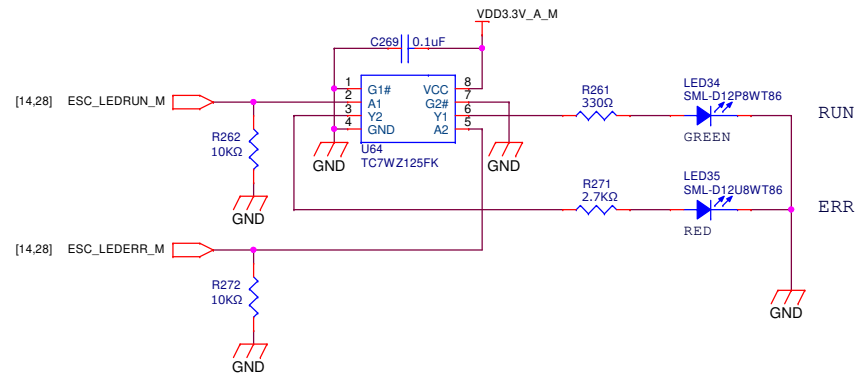 VDD3.3V_A_M
C269 0.1uF
[14,28] ESC_LEDRUN_M
1 G1# VCC 8
2 A1 G2# 7
3 Y2 Y1 6
4 GND A2 5
U64
TC7WZ125FK
R262
10KΩ
GND
GND
GND
R261
330Ω
LED34
SML-D12P8WT86
GREEN
RUN
R271
2.7KΩ
LED35
SML-D12U8WT86
RED
ERR
[14,28] ESC_LEDERR_M
R272
10KΩ
GND
GND